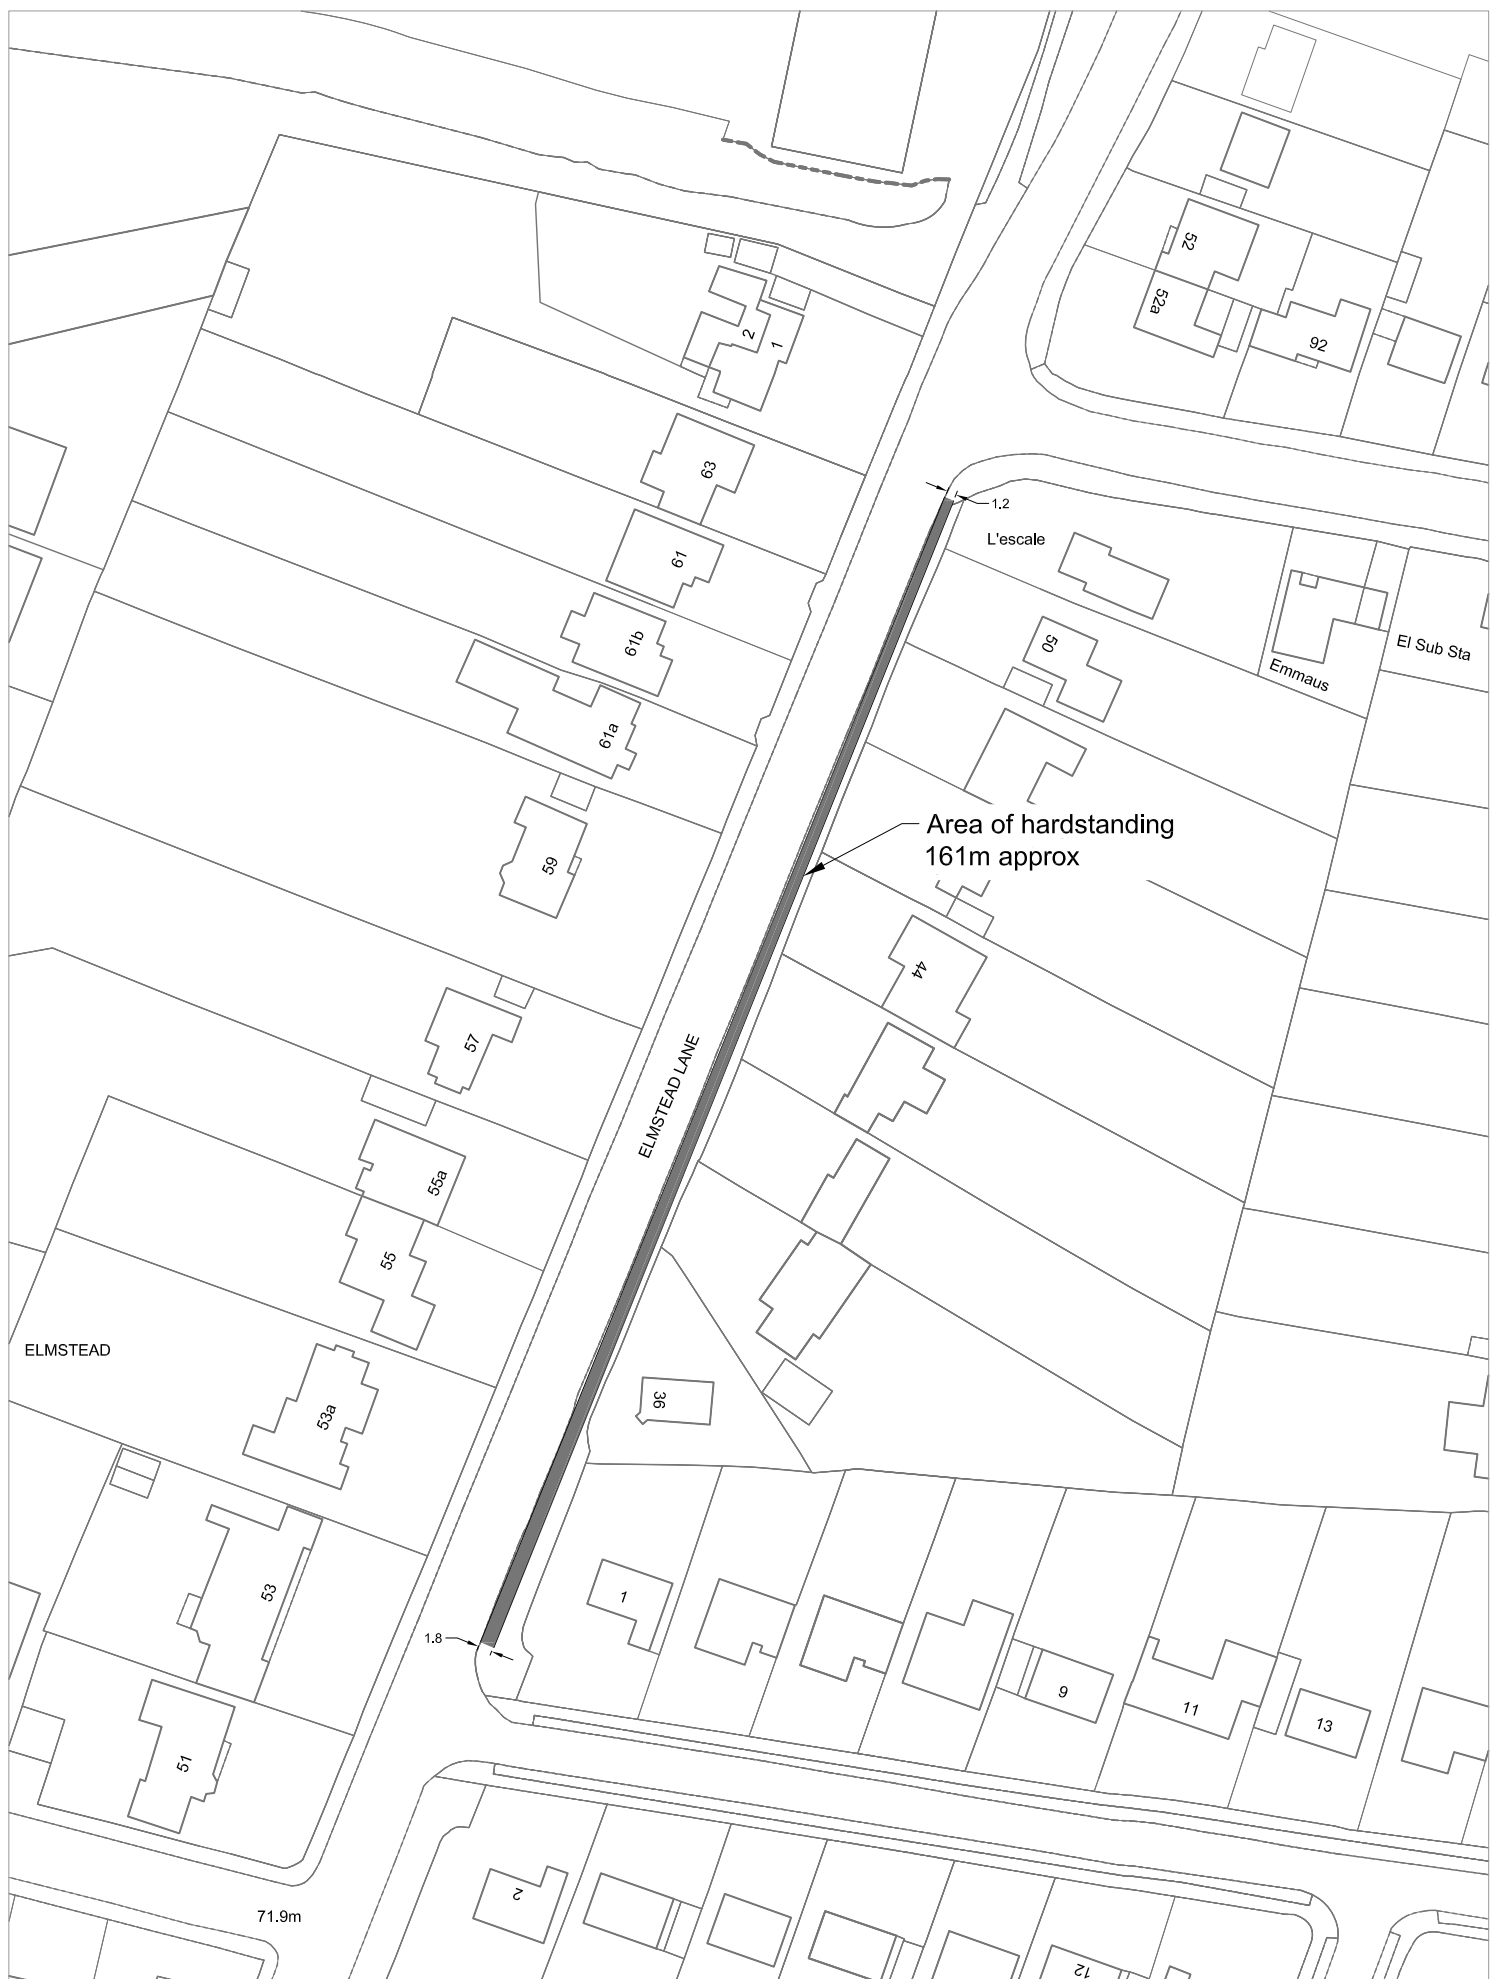 52
52a
92
2
1
63
1.2
L'escale
61
61b
50
El Sub Sta
Emmaus
61a
Area of hardstanding
161m approx
59
44
57
ELMSTEAD LANE
55a
55
ELMSTEAD
36
53a
53
1
1.8
9
11
13
51
2
71.9m
12